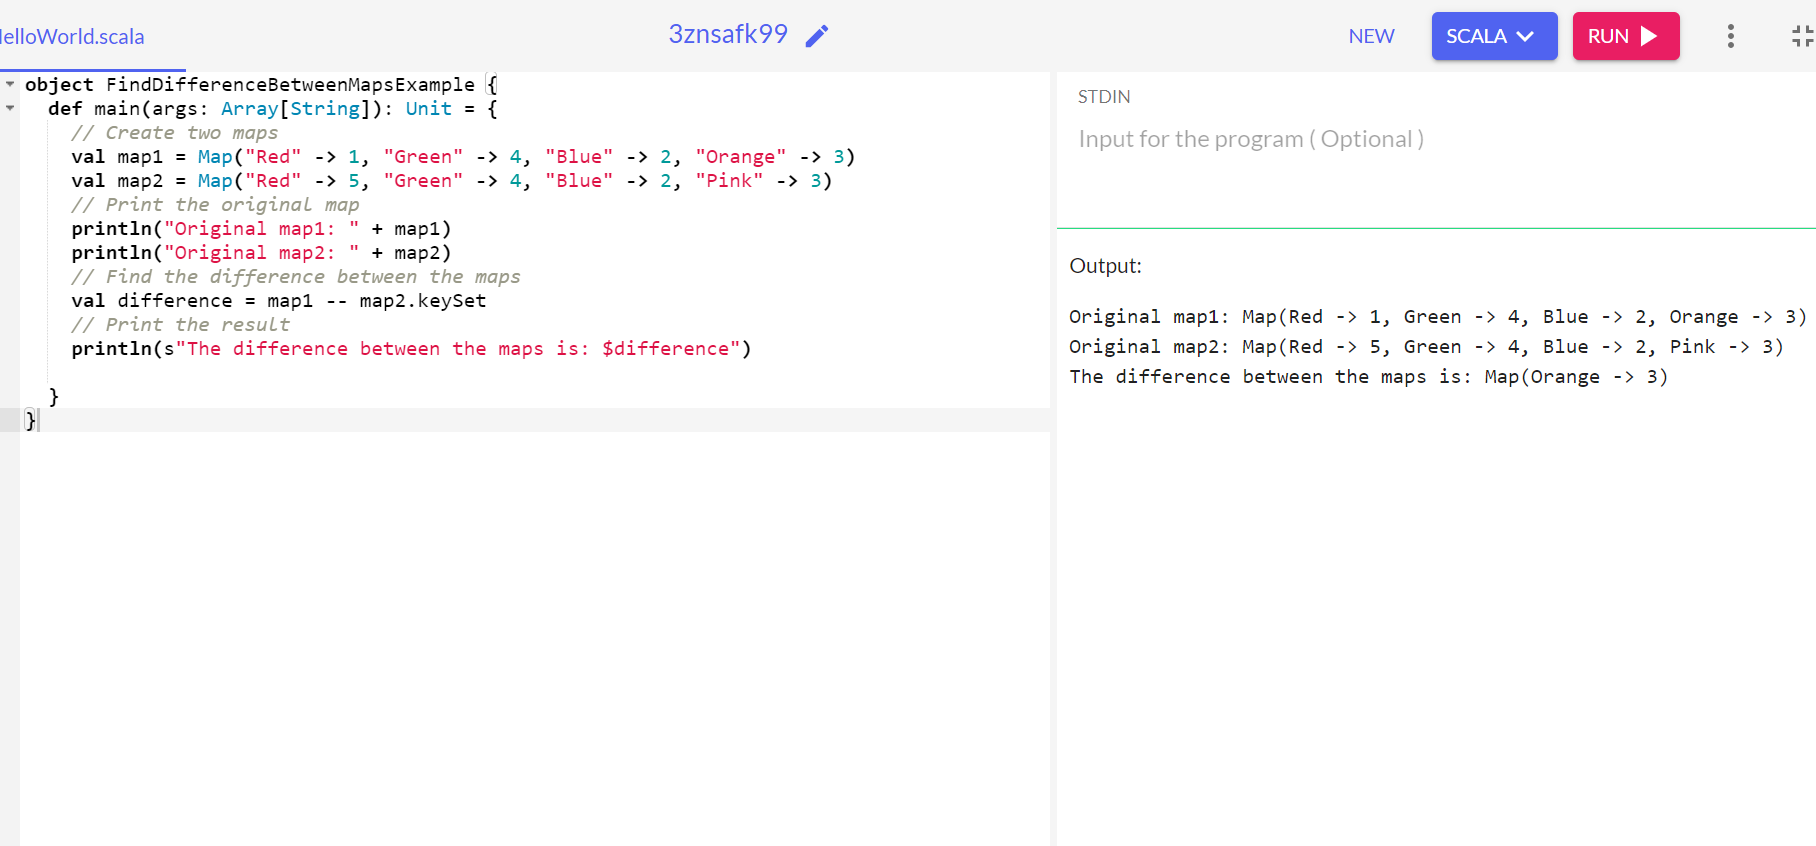 elloWorld.scala
3znsafk99
NEW
SCALA
RUN
object FindDifferenceBetweenMapsExample {
  def main(args: Array[String]): Unit = {
    // Create two maps
    val map1 = Map("Red" -> 1, "Green" -> 4, "Blue" -> 2, "Orange" -> 3)
    val map2 = Map("Red" -> 5, "Green" -> 4, "Blue" -> 2, "Pink" -> 3)
    // Print the original map
    println("Original map1: " + map1)
    println("Original map2: " + map2)
    // Find the difference between the maps
    val difference = map1 -- map2.keySet
    // Print the result
    println(s"The difference between the maps is: $difference")
  }
}
STDIN
Input for the program ( Optional )
Output:
Original map1: Map(Red -> 1, Green -> 4, Blue -> 2, Orange -> 3)
Original map2: Map(Red -> 5, Green -> 4, Blue -> 2, Pink -> 3)
The difference between the maps is: Map(Orange -> 3)